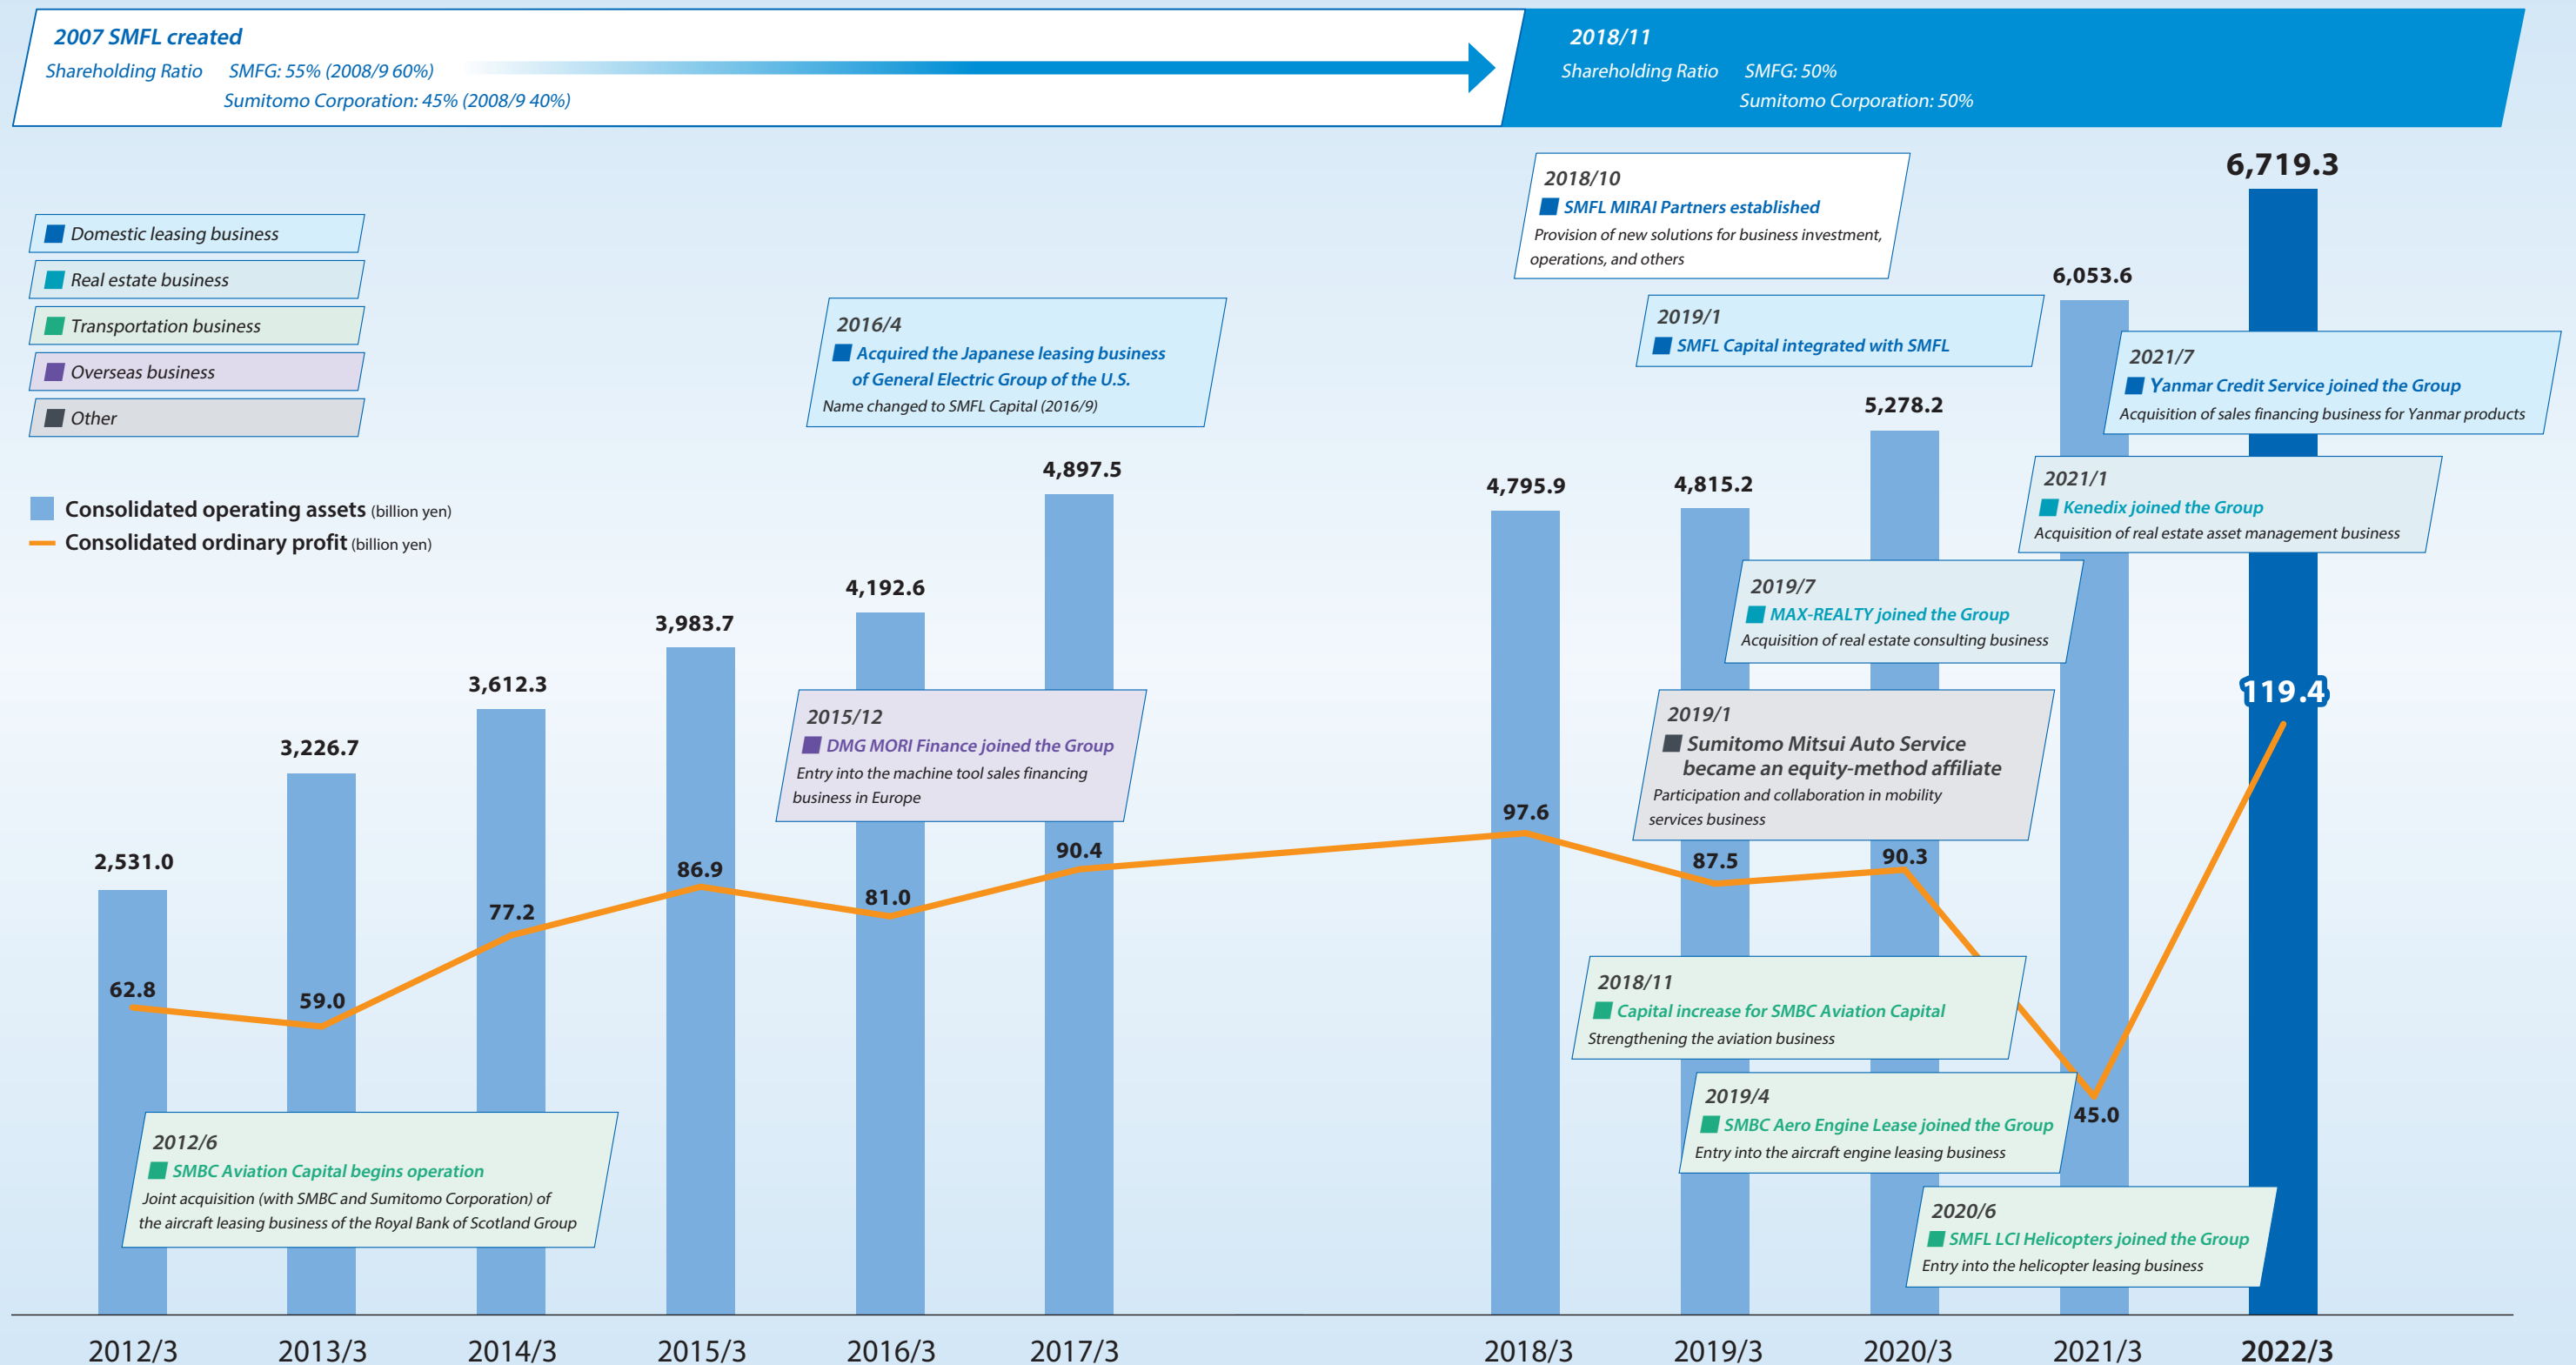 2007 SMFL created
Shareholding Ratio SMFG: 55% (2008/9 60%)
Sumitomo Corporation: 45% (2008/9 40%)
2018/11
Shareholding Ratio SMFG: 50%
Sumitomo Corporation: 50%
Domestic leasing business
Real estate business
Transportation business
Overseas business
Other
Consolidated operating assets (billion yen)
Consolidated ordinary profit (billion yen)
2018/10
SMFL MIRAI Partners established
Provision of new solutions for business investment,
operations, and others
2016/4
Acquired the Japanese leasing business
of General Electric Group of the U.S.
Name changed to SMFL Capital (2016/9)
2019/1
SMFL Capital integrated with SMFL
2021/7
Yanmar Credit Service joined the Group
Acquisition of sales financing business for Yanmar products
2021/1
Kenedix joined the Group
Acquisition of real estate asset management business
2019/7
MAX-REALTY joined the Group
Acquisition of real estate consulting business
2015/12
DMG MORI Finance joined the Group
Entry into the machine tool sales financing
business in Europe
2019/1
Sumitomo Mitsui Auto Service
became an equity-method affiliate
Participation and collaboration in mobility
services business
2018/11
Capital increase for SMBC Aviation Capital
Strengthening the aviation business
2019/4
SMBC Aero Engine Lease joined the Group
Entry into the aircraft engine leasing business
2012/6
SMBC Aviation Capital begins operation
Joint acquisition (with SMBC and Sumitomo Corporation) of
the aircraft leasing business of the Royal Bank of Scotland Group
2020/6
SMFL LCI Helicopters joined the Group
Entry into the helicopter leasing business
2,531.0
3,226.7
3,612.3
3,983.7
4,192.6
4,897.5
4,795.9
4,815.2
5,278.2
6,053.6
6,719.3
62.8
59.0
77.2
86.9
81.0
90.4
97.6
87.5
90.3
45.0
119.4
2012/3
2013/3
2014/3
2015/3
2016/3
2017/3
2018/3
2019/3
2020/3
2021/3
2022/3